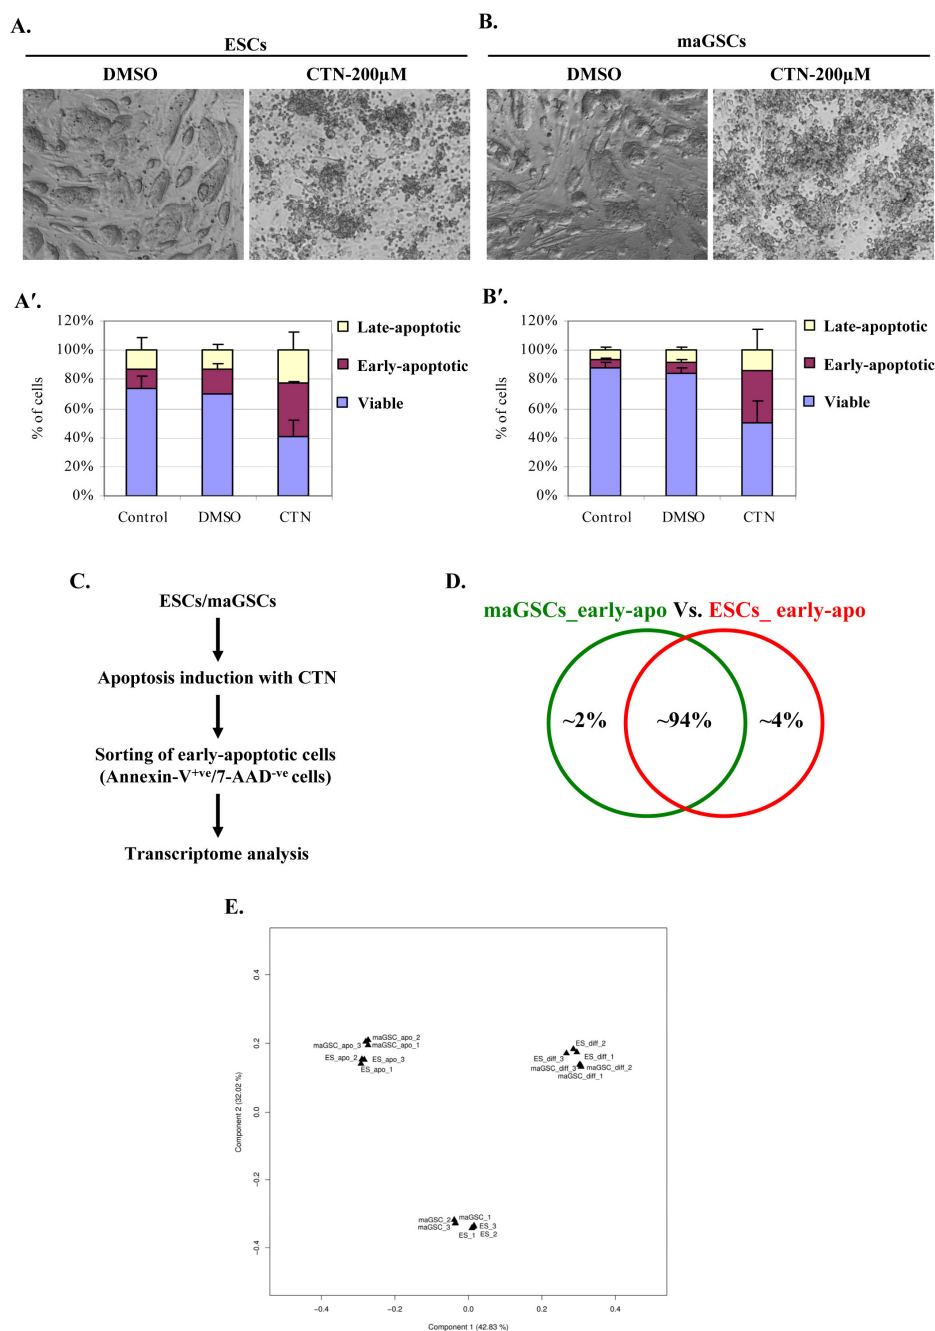 A.
ESCs
DMSO
CTN-200µM
B.
maGSCs
DMSO
CTN-200µM
A′.
120%
100%
80%
60%
40%
20%
0%
% of cells
Control
DMSO
CTN
Late-apoptotic
Early-apoptotic
Viable
B′.
120%
100%
80%
60%
40%
20%
0%
% of cells
Control
DMSO
CTN
Late-apoptotic
Early-apoptotic
Viable
C.
ESCs/maGSCs
Apoptosis induction with CTN
Sorting of early-apoptotic cells
(Annexin-V+ve/7-AAD-ve cells)
Transcriptome analysis
D.
maGSCs_early-apo Vs. ESCs_ early-apo
~2%
~94%
~4%
E.
Component 2 (32.02 %)
0.4
0.2
0.0
−0.2
−0.4
maGSC_apo_2
maGSC_apo_3
maGSC_apo_1
ES_apo_2
ES_apo_3
ES_apo_1
ES_diff_2
ES_diff_3
ES_diff_1
maGSC_diff_3
maGSC_diff_2
maGSC_diff_1
maGSC_2
maGSC_1
maGSC_3
ES_3
ES_1
ES_2
−0.4
−0.2
0.0
0.2
0.4
Component 1 (42.83 %)